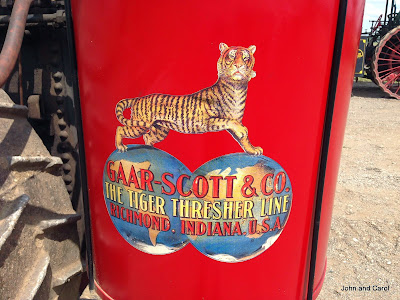 GAAR-SCOTT & CO.
THE TIGER THRESHER LINE
RICHMOND, INDIANA, U.S.A.
John and Carol